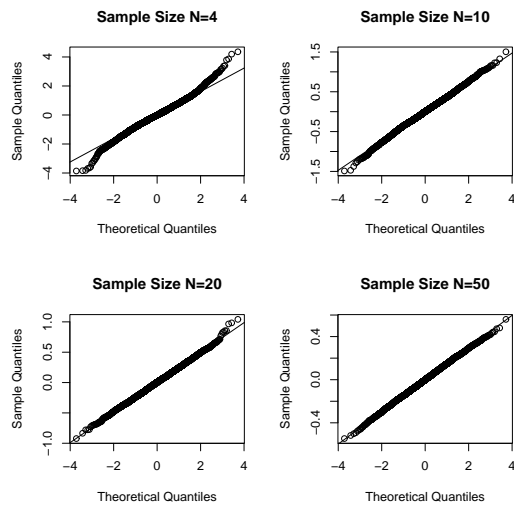 Sample Size N=4
Sample Quantiles
−4 −2 0 2 4
−4 −2 0 2 4
Theoretical Quantiles
Sample Size N=10
Sample Quantiles
−1.5 −0.5 0.5 1.5
−4 −2 0 2 4
Theoretical Quantiles
Sample Size N=20
Sample Quantiles
−1.0 0.0 0.5 1.0
−4 −2 0 2 4
Theoretical Quantiles
Sample Size N=50
Sample Quantiles
−0.4 0.0 0.4
−4 −2 0 2 4
Theoretical Quantiles